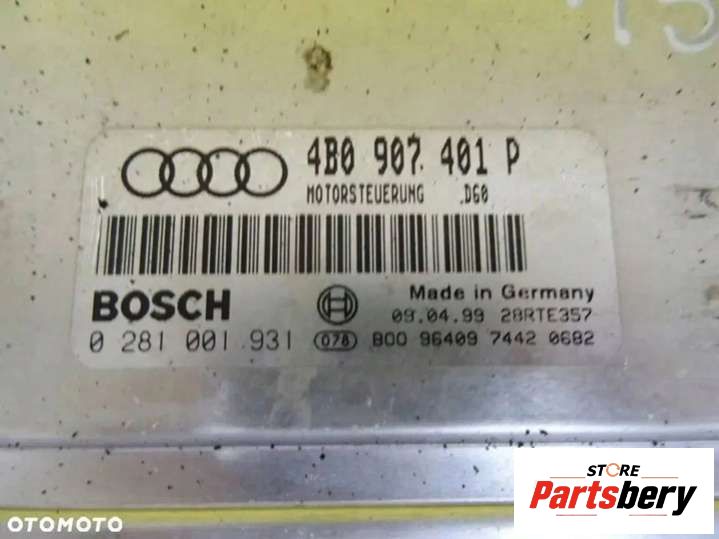 4B0 907 401 P
MOTORSTEUERUNG .D60
BOSCH
Made in Germany
09.04.99 28RTE357
0 281 001 931 078 BOO 96409 7442 0682
STORE
Partsbery
OTOMOTO